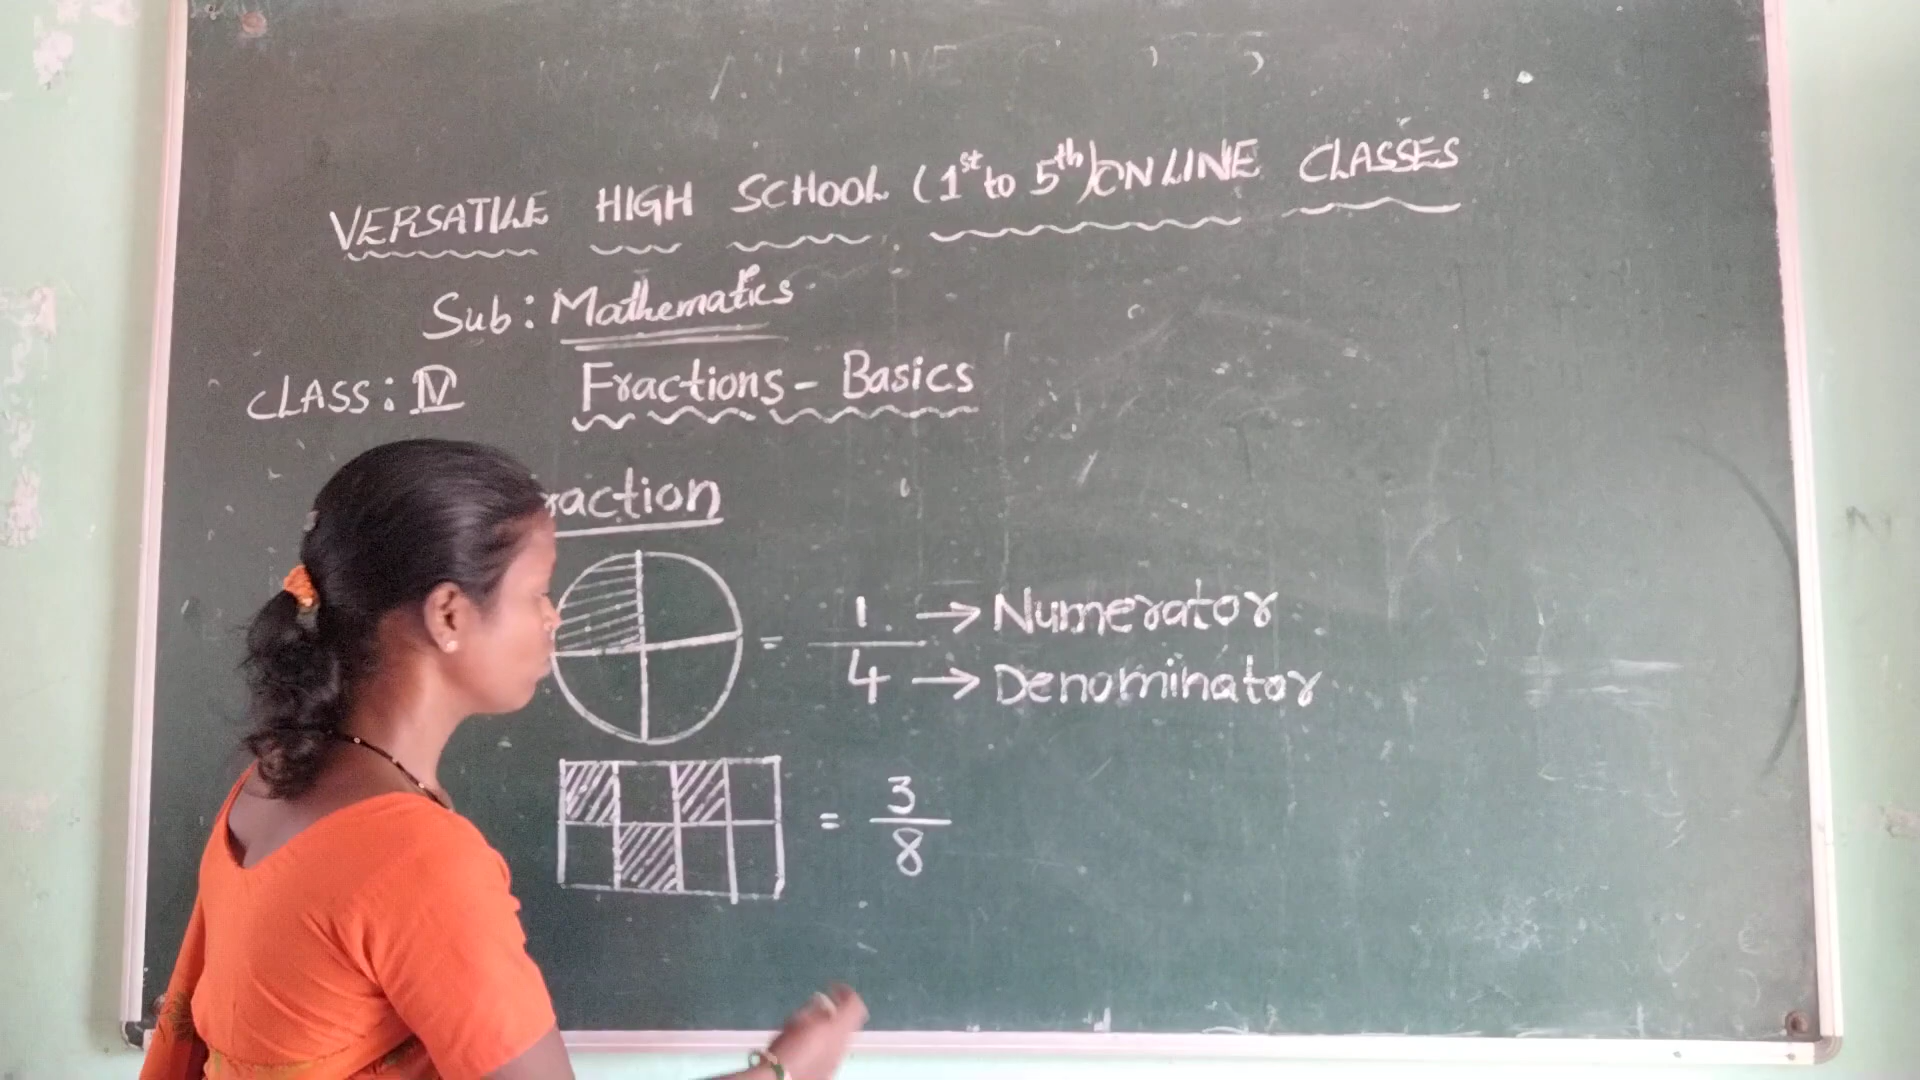 VERSATILE HIGH SCHOOL (1st to 5th) ONLINE CLASSES
Sub: Mathematics
CLASS: IV Fractions - Basics
raction
= 1 → Numerator
4 → Denominator
= 3
8